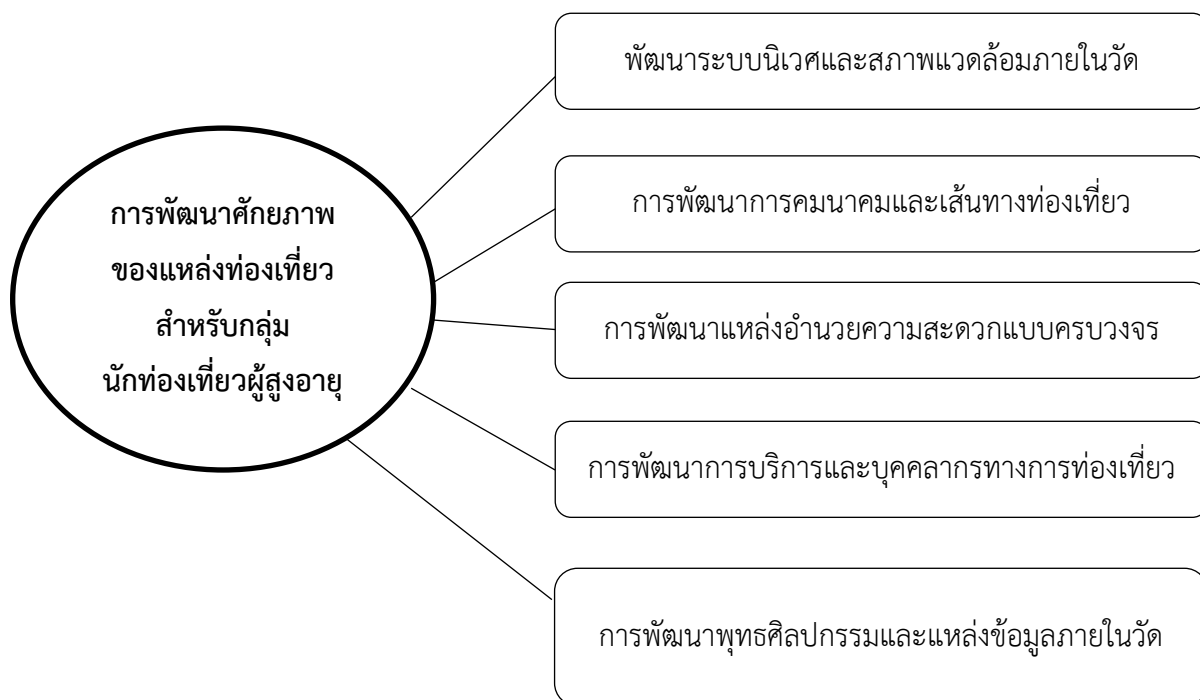 การพัฒนาศักยภาพ
ของแหล่งท่องเที่ยว
สำหรับกลุ่ม
นักท่องเที่ยวผู้สูงอายุ
พัฒนาระบบนิเวศและสภาพแวดล้อมภายในวัด
การพัฒนาการคมนาคมและเส้นทางท่องเที่ยว
การพัฒนาแหล่งอำนวยความสะดวกแบบครบวงจร
การพัฒนาการบริการและบุคคลากรทางการท่องเที่ยว
การพัฒนาพุทธศิลปกรรมและแหล่งข้อมูลภายในวัด